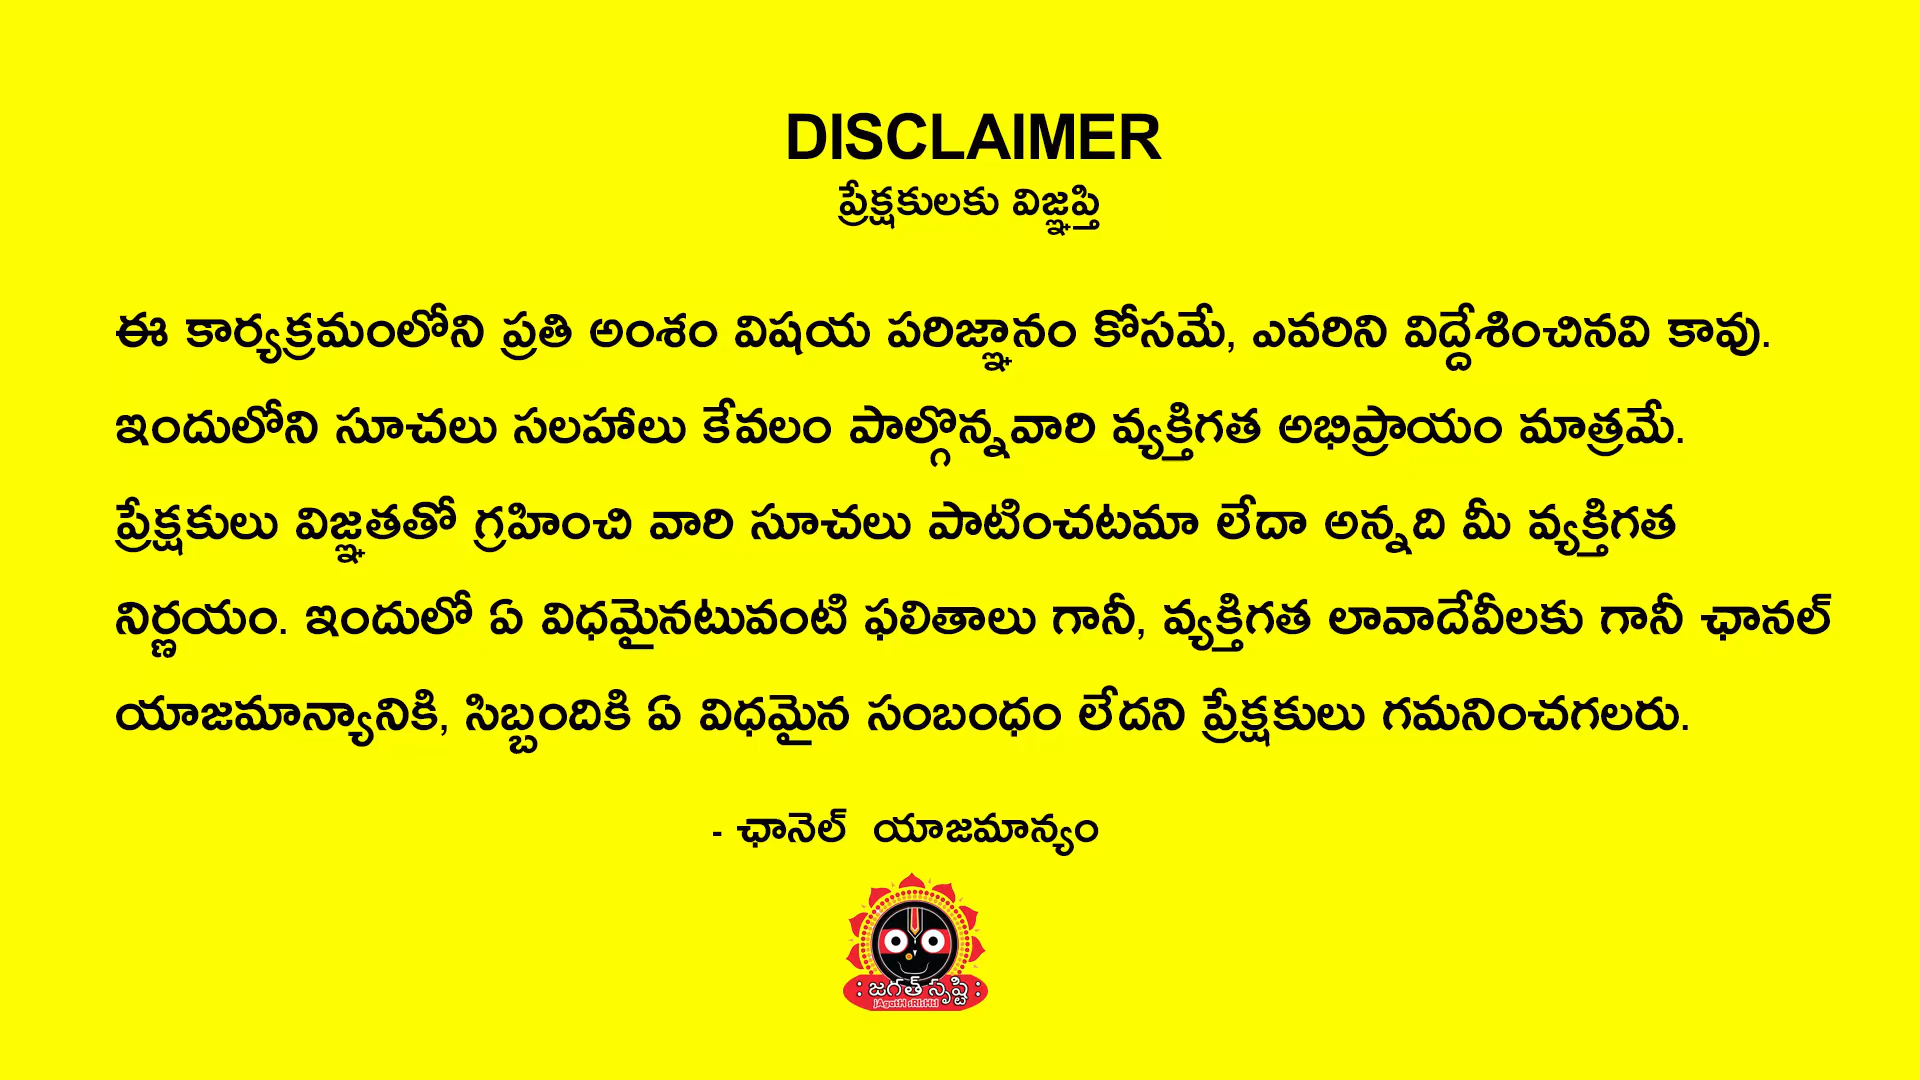 DISCLAIMER
ప్రేక్షకులకు విజ్ఞప్తి
ఈ కార్యక్రమంలోని ప్రతి అంశం విషయ పరిజ్ఞానం కోసమే, ఎవరిని విద్దేశించినవి కావు.
ఇందులోని సూచలు సలహాలు కేవలం పాల్గొన్నవారి వ్యక్తిగత అభిప్రాయం మాత్రమే.
ప్రేక్షకులు విజ్ఞతతో గ్రహించి వారి సూచలు పాటించటమా లేదా అన్నది మీ వ్యక్తిగత
నిర్ణయం. ఇందులో ఏ విధమైనటువంటి ఫలితాలు గానీ, వ్యక్తిగత లావాదేవీలకు గానీ ఛానల్
యాజమాన్యానికి, సిబ్బందికి ఏ విధమైన సంబంధం లేదని ప్రేక్షకులు గమనించగలరు.
- ఛానెల్ యాజమాన్యం
: జగత్ సృష్టి :
jAgatH sRIsHtI